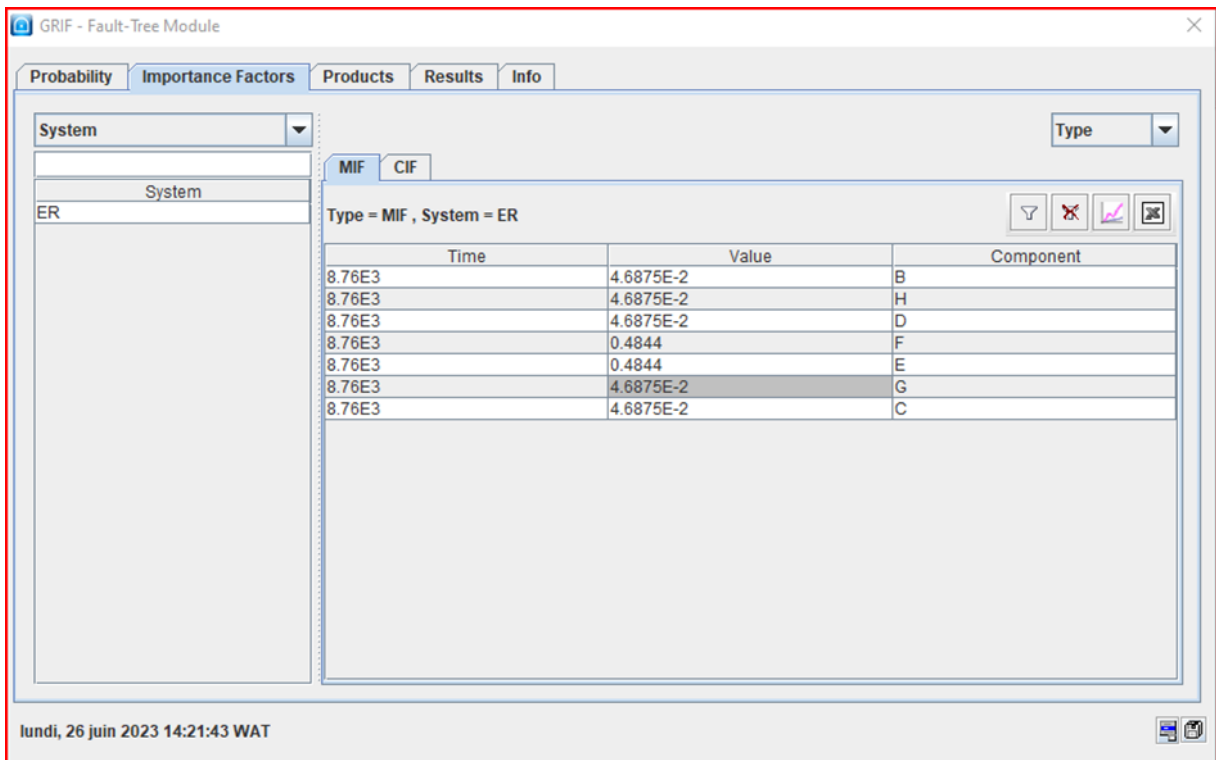 GRIF - Fault-Tree Module
Probability Importance Factors Products Results Info
System
Type
MIF CIF
System
ER
Type = MIF , System = ER
Time Value Component
8.76E3 4.6875E-2 B
8.76E3 4.6875E-2 H
8.76E3 4.6875E-2 D
8.76E3 0.4844 F
8.76E3 0.4844 E
8.76E3 4.6875E-2 G
8.76E3 4.6875E-2 C
lundi, 26 juin 2023 14:21:43 WAT